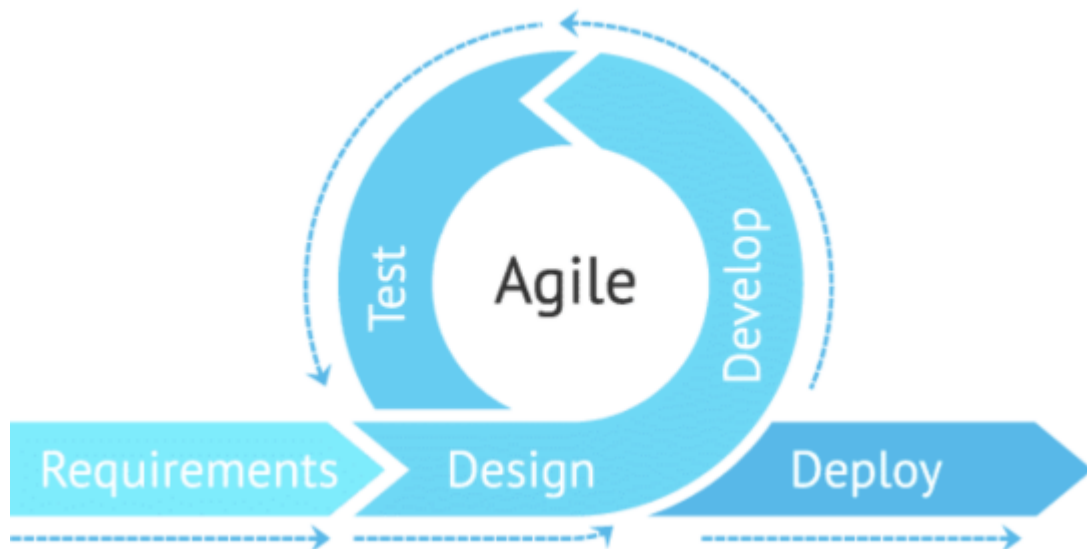 Test
Agile
Develop
Requirements
Design
Deploy